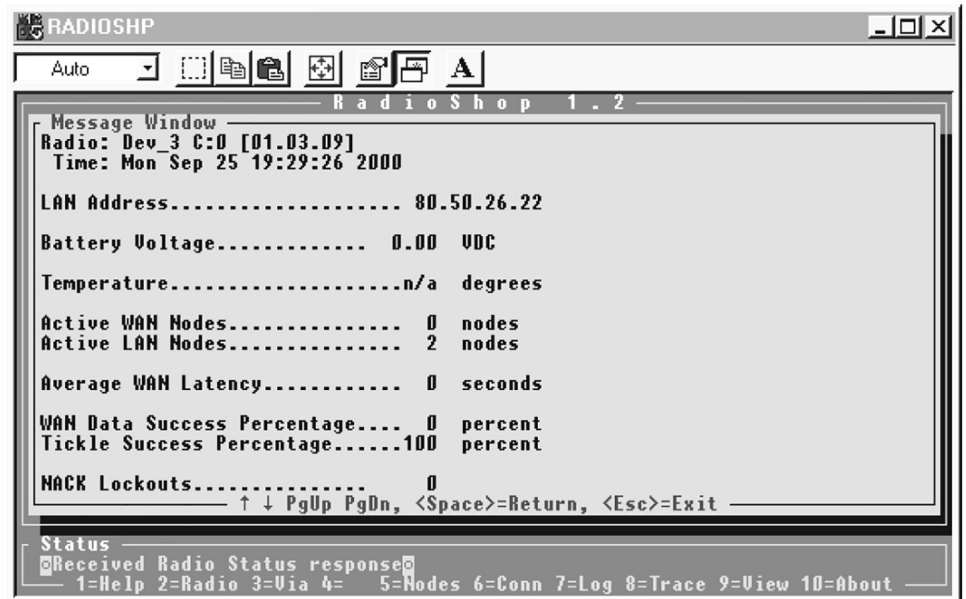 RADIOSHP
Auto
A
RadioShop 1.2
Message Window
Radio: Dev_3 C:0 [01.03.09]
Time: Mon Sep 25 19:29:26 2000
LAN Address.................... 80.50.26.22
Battery Voltage............. 0.00 VDC
Temperature....................n/a degrees
Active WAN Nodes............... 0 nodes
Active LAN Nodes............... 2 nodes
Average WAN Latency............ 0 seconds
WAN Data Success Percentage.... 0 percent
Tickle Success Percentage......100 percent
NACK Lockouts............... 0
↑ ↓ PgUp PgDn, <Space>=Return, <Esc>=Exit
Status
Received Radio Status response
1=Help 2=Radio 3=Via 4= 5=Nodes 6=Conn 7=Log 8=Trace 9=View 10=About